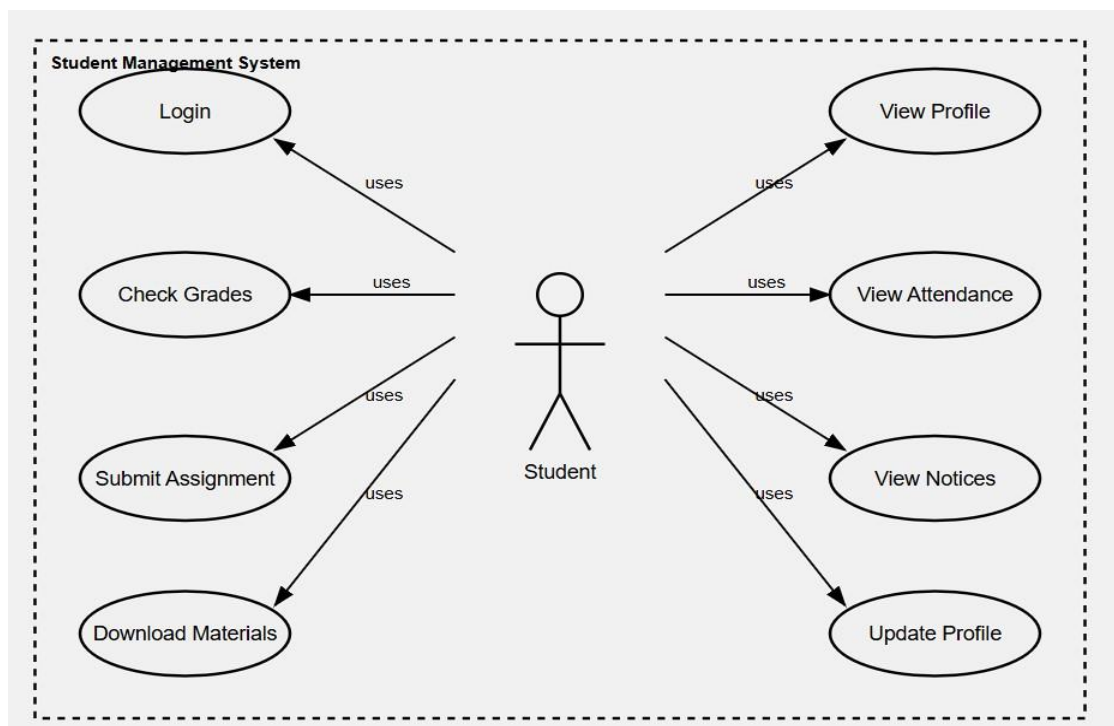 Student Management System
Login
View Profile
uses
uses
Check Grades
uses
uses
View Attendance
uses
uses
Submit Assignment
Student
View Notices
uses
uses
Download Materials
Update Profile